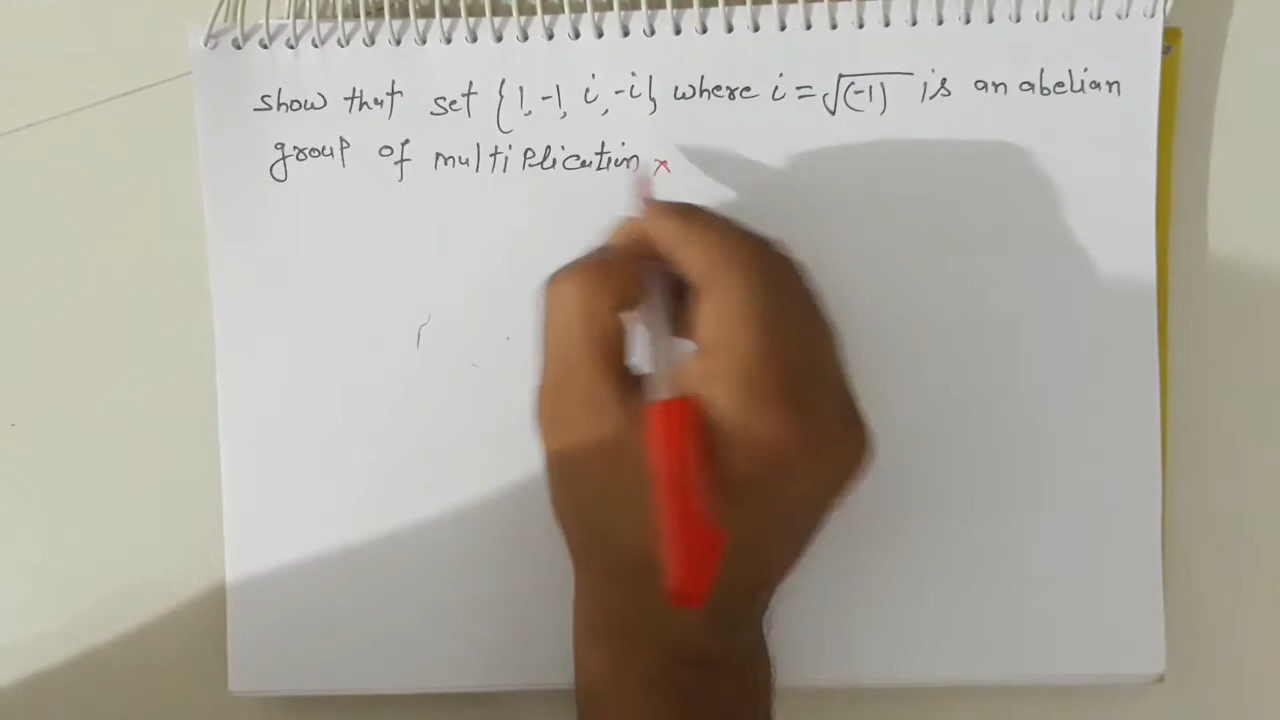 show that set {1, -1, i, -i} where i = √(-1) is an abelian
group of multiplication ×